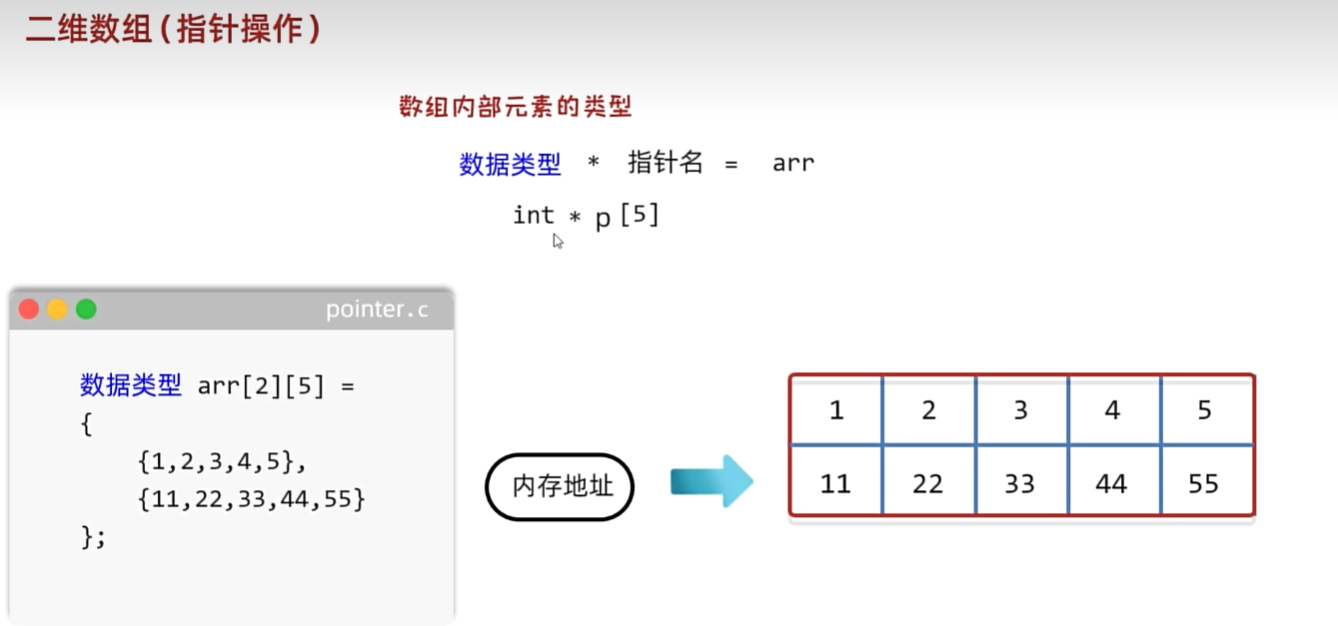 二维数组(指针操作)
数组内部元素的类型
数据类型 * 指针名 = arr
int * p [5]
pointer.c
数据类型 arr[2][5] =
{
{1,2,3,4,5},
{11,22,33,44,55}
};
内存地址
1 2 3 4 5
11 22 33 44 55